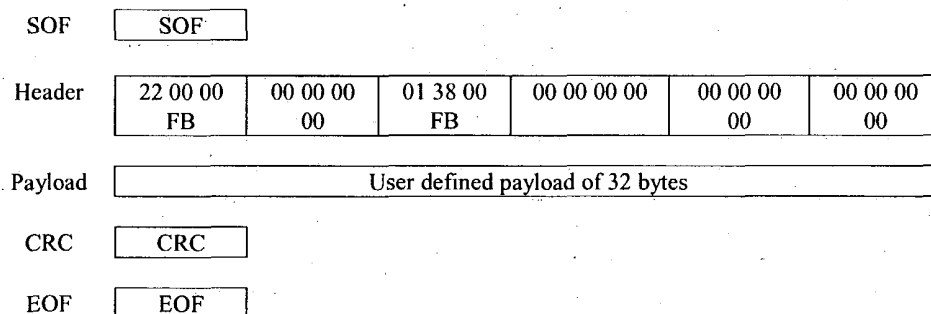 SOF SOF
Header 22 00 00 00 00 00 01 38 00 00 00 00 00 00 00 00 00 00 00
FB 00 FB 00 00
Payload User defined payload of 32 bytes
CRC CRC
EOF EOF